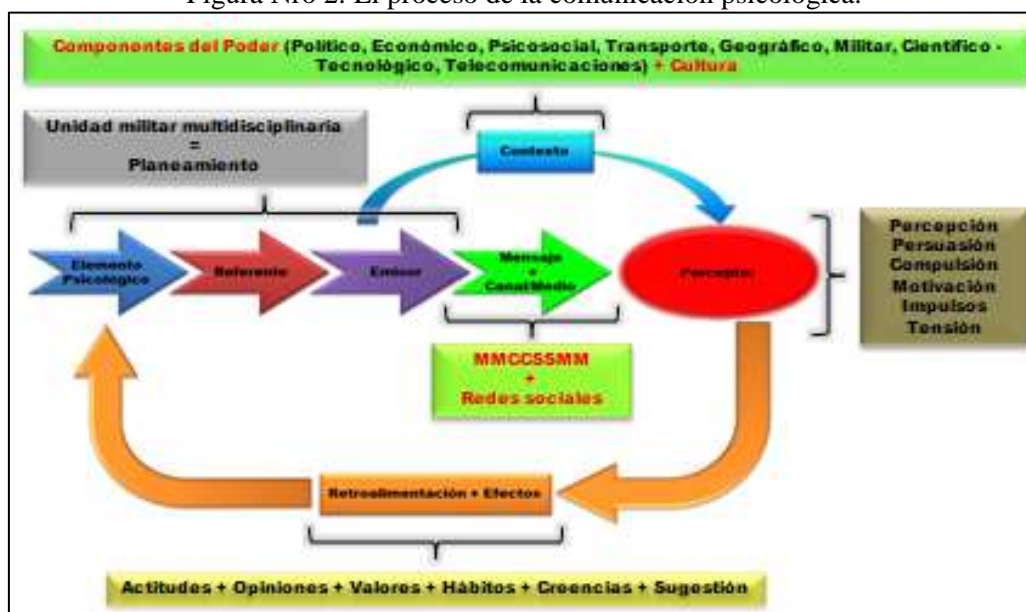 Figura Nro 2. El proceso de la comunicación psicológica.
Componentes del Poder (Político, Económico, Psicosocial, Transporte, Geográfico, Militar, Científico -
Tecnológico, Telecomunicaciones) + Cultura
Unidad militar multidisciplinaria
=
Planeamiento
Contexto
Elemento
Psicológico
Referente
Emisor
Mensaje
+
Canal/Medio
Perceptor
Percepción
Persuasión
Compulsión
Motivación
Impulsos
Tensión
MMCCSSMM
+
Redes sociales
Retroalimentación + Efectos
Actitudes + Opiniones + Valores + Hábitos + Creencias + Sugestión